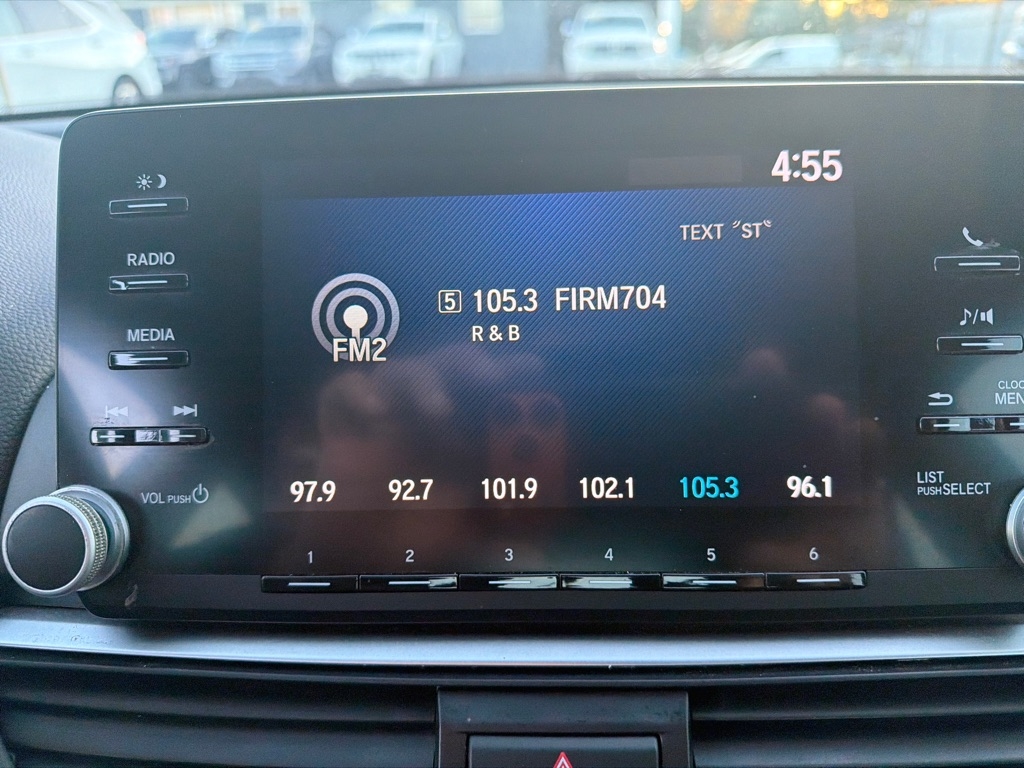 4:55
TEXT "ST"
RADIO
5 105.3 FIRM704
R & B
FM2
MEDIA
♪/
CLOC
MEN
VOL PUSH
LIST
PUSH SELECT
97.9 92.7 101.9 102.1 105.3 96.1
1 2 3 4 5 6